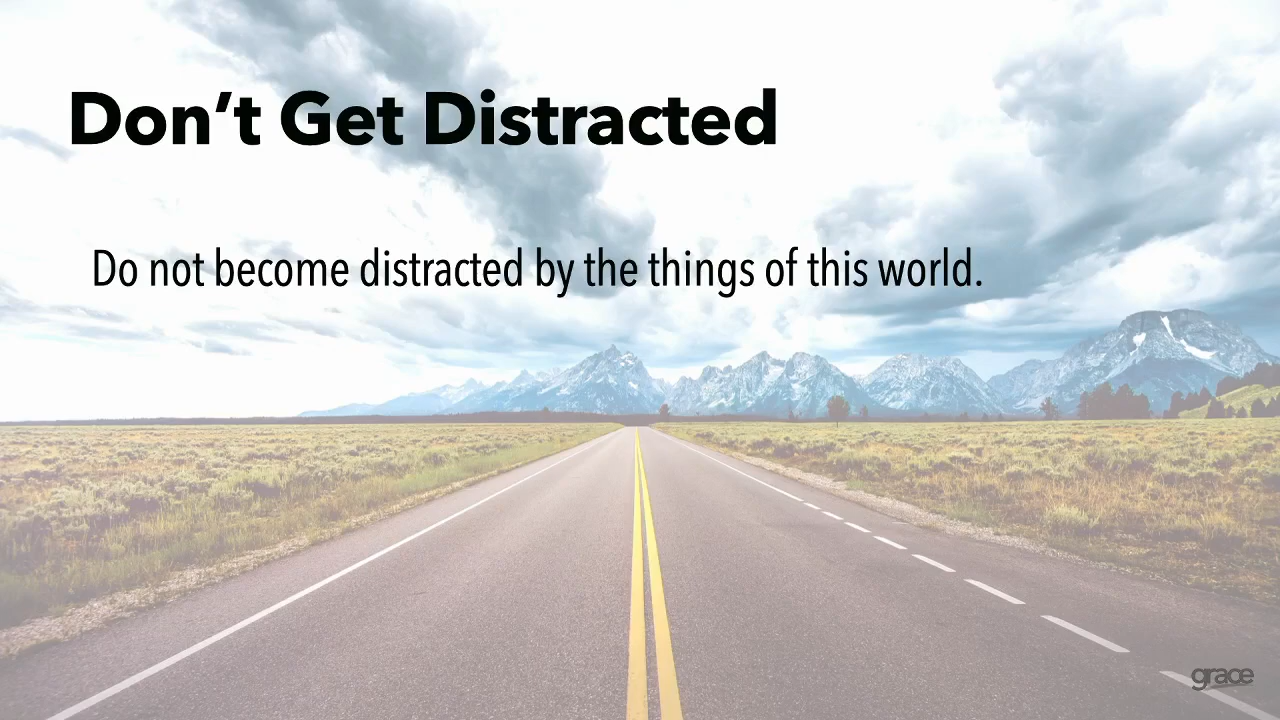 Don’t Get Distracted
Do not become distracted by the things of this world.
grace